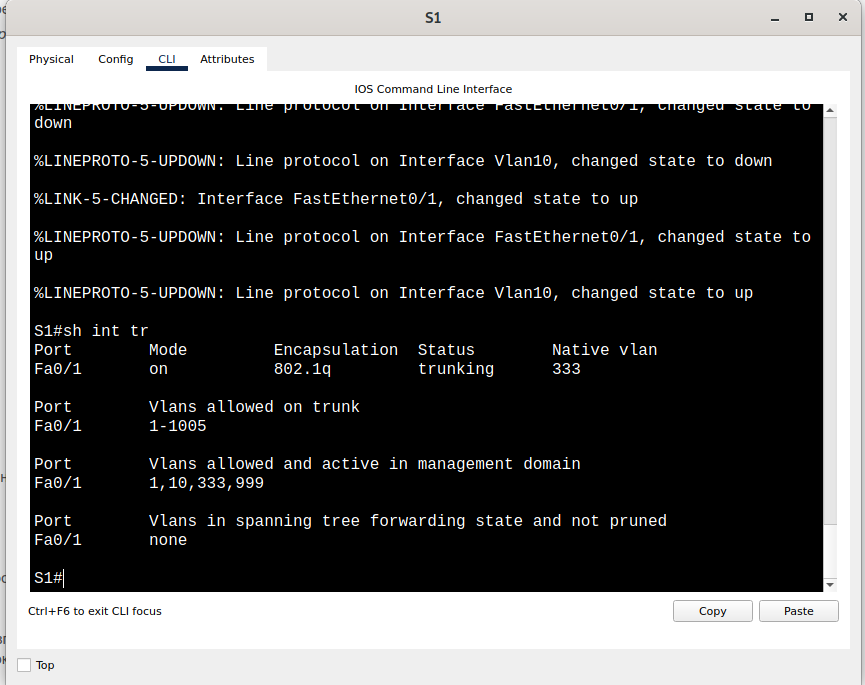 S1
Physical Config CLI Attributes
IOS Command Line Interface
%LINEPROTO-5-UPDOWN: Line protocol on Interface FastEthernet0/1, changed state to
down
%LINEPROTO-5-UPDOWN: Line protocol on Interface Vlan10, changed state to down
%LINK-5-CHANGED: Interface FastEthernet0/1, changed state to up
%LINEPROTO-5-UPDOWN: Line protocol on Interface FastEthernet0/1, changed state to
up
%LINEPROTO-5-UPDOWN: Line protocol on Interface Vlan10, changed state to up
S1#sh int tr
Port Mode Encapsulation Status Native vlan
Fa0/1 on 802.1q trunking 333
Port Vlans allowed on trunk
Fa0/1 1-1005
Port Vlans allowed and active in management domain
Fa0/1 1,10,333,999
Port Vlans in spanning tree forwarding state and not pruned
Fa0/1 none
S1#
Ctrl+F6 to exit CLI focus
Copy Paste
Top